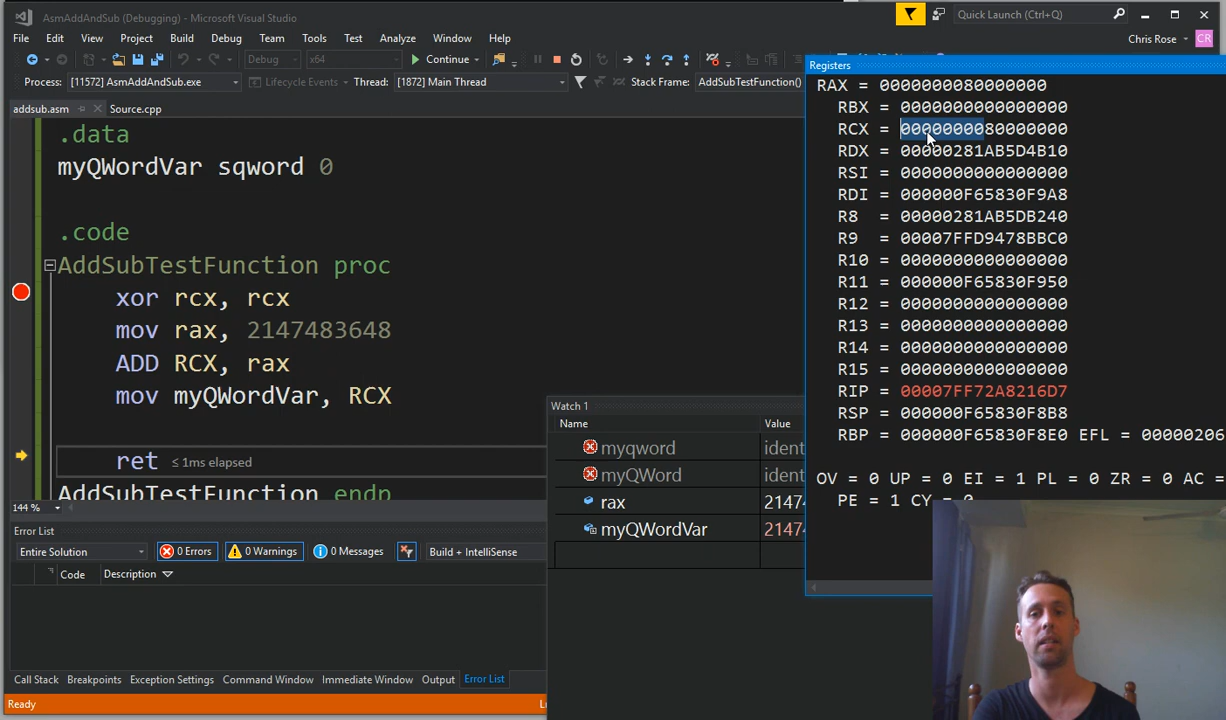 AsmAddAndSub (Debugging) - Microsoft Visual Studio
Quick Launch (Ctrl+Q)
File Edit View Project Build Debug Team Tools Test Analyze Window Help
Chris Rose CR
Debug x64 Continue
Process: [11572] AsmAddAndSub.exe Lifecycle Events Thread: [1872] Main Thread Stack Frame: AddSubTestFunction()
addsub.asm Source.cpp
.data
myQWordVar sqword 0
.code
AddSubTestFunction proc
xor rcx, rcx
mov rax, 2147483648
ADD RCX, rax
mov myQWordVar, RCX
ret ≤ 1ms elapsed
AddSubTestFunction endp
144 %
Registers
RAX = 0000000080000000
RBX = 0000000000000000
RCX = 0000000080000000
RDX = 00000281AB5D4B10
RSI = 0000000000000000
RDI = 000000F65830F9A8
R8 = 00000281AB5DB240
R9 = 00007FFD9478BBC0
R10 = 0000000000000000
R11 = 000000F65830F950
R12 = 0000000000000000
R13 = 0000000000000000
R14 = 0000000000000000
R15 = 0000000000000000
RIP = 00007FF72A8216D7
RSP = 000000F65830F8B8
RBP = 000000F65830F8E0 EFL = 00000206
OV = 0 UP = 0 EI = 1 PL = 0 ZR = 0 AC =
PE = 1 CY = 0
Watch 1
Name Value
myqword ident
myQWord ident
rax 2147
myQWordVar 2147
Error List
Entire Solution 0 Errors 0 Warnings 0 Messages Build + IntelliSense
Code Description
Call Stack Breakpoints Exception Settings Command Window Immediate Window Output Error List
Ready